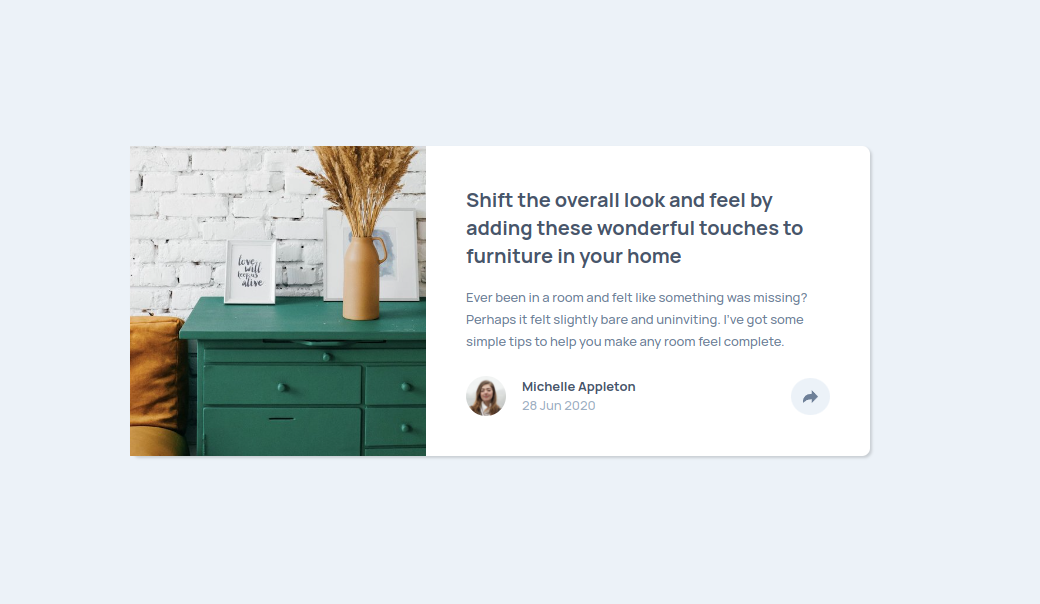 love
will
keep us
alive
Shift the overall look and feel by
adding these wonderful touches to
furniture in your home
Ever been in a room and felt like something was missing?
Perhaps it felt slightly bare and uninviting. I've got some
simple tips to help you make any room feel complete.
Michelle Appleton
28 Jun 2020